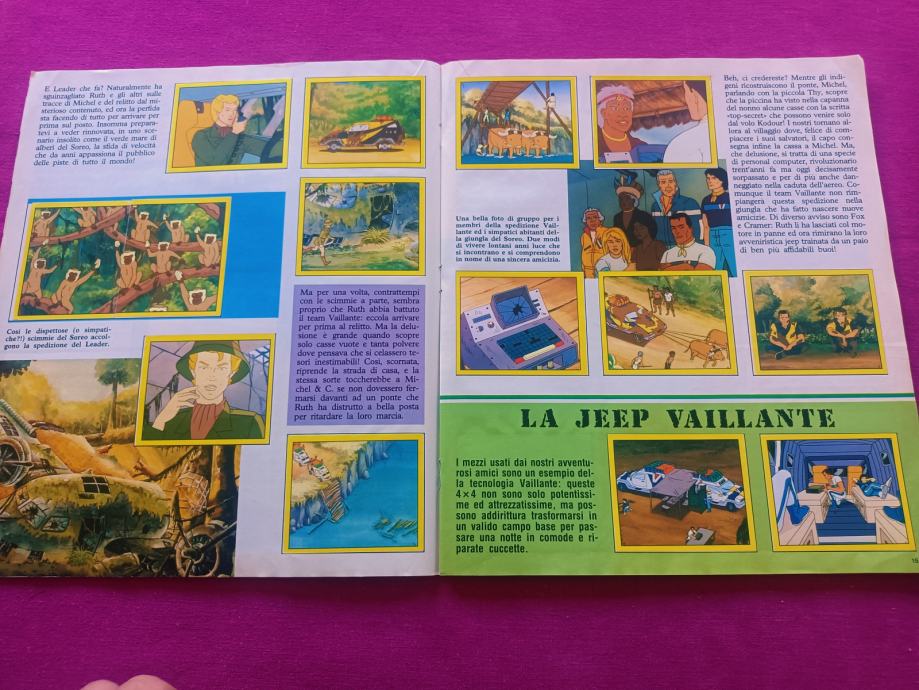 E Leader che fa? Naturalmente ha
sguinzagliato Ruth e gli altri sulle
tracce di Michel e del relitto dal mi-
sterioso contenuto, ed ora la perfida
sta facendo di tutto per arrivare per
prima sul posto. Insomma prepara-
tevi a veder rinnovata, in uno sce-
nario insolito come il verde mare di
alberi del Soreo, la sfida di velocità
che da anni appassiona il pubblico
delle piste di tutto il mondo!
Così le dispettose (o simpati-
che?!) scimmie del Soreo accol-
gono la spedizione del Leader.
Ma per una volta, contrattempi
con le scimmie a parte, sembra
proprio che Ruth abbia battuto
il team Vaillante: eccola arrivare
per prima al relitto. Ma la delu-
sione è grande quando scopre
solo casse vuote e tanta polvere
dove pensava che si celassero te-
sori inestimabili! Così, scornata,
riprende la strada di casa, e la
stessa sorte toccherebbe a Mi-
chel & C. se non dovessero fer-
marsi davanti ad un ponte che
Ruth ha distrutto a bella posta
per ritardare la loro marcia.
Una bella foto di gruppo per i
membri della spedizione Vail-
lante ed i simpatici abitanti del-
la giungla del Soreo. Due modi
di vivere lontani anni luce che
si incontrano e si comprendono
in nome di una sincera amicizia.
Beh, ci credereste? Mentre gli indi-
geni ricostruiscono il ponte, Michel,
parlando con la piccola Thy, scopre
che la piccina ha visto nella capanna
del nonno alcune casse con la scritta
«top-secret» che possono venire solo
dal volo Kodour! I nostri tornano al-
lora al villaggio dove, felice di com-
piacere i suoi salvatori, il capo con-
segna infine la cassa a Michel. Ma,
che delusione, si tratta di una specie
di personal computer, rivoluzionario
trent'anni fa ma oggi decisamente
sorpassato e per di più anche dan-
neggiato nella caduta dell'aereo. Co-
munque il team Vaillante non rim-
piangerà questa spedizione nella
giungla che ha fatto nascere nuove
amicizie. Di diverso avviso sono Fox
e Cramer: Ruth li ha lasciati col mo-
tore in panne ed ora rimirano la loro
avveniristica jeep trainata da un paio
di ben più affidabili buoi!
LA JEEP VAILLANTE
I mezzi usati dai nostri avventu-
rosi amici sono un esempio del-
la tecnologia Vaillante: queste
4×4 non sono solo potentissi-
me ed attrezzatissime, ma pos-
sono addirittura trasformarsi in
un valido campo base per pas-
sare una notte in comode e ri-
parate cuccette.
15